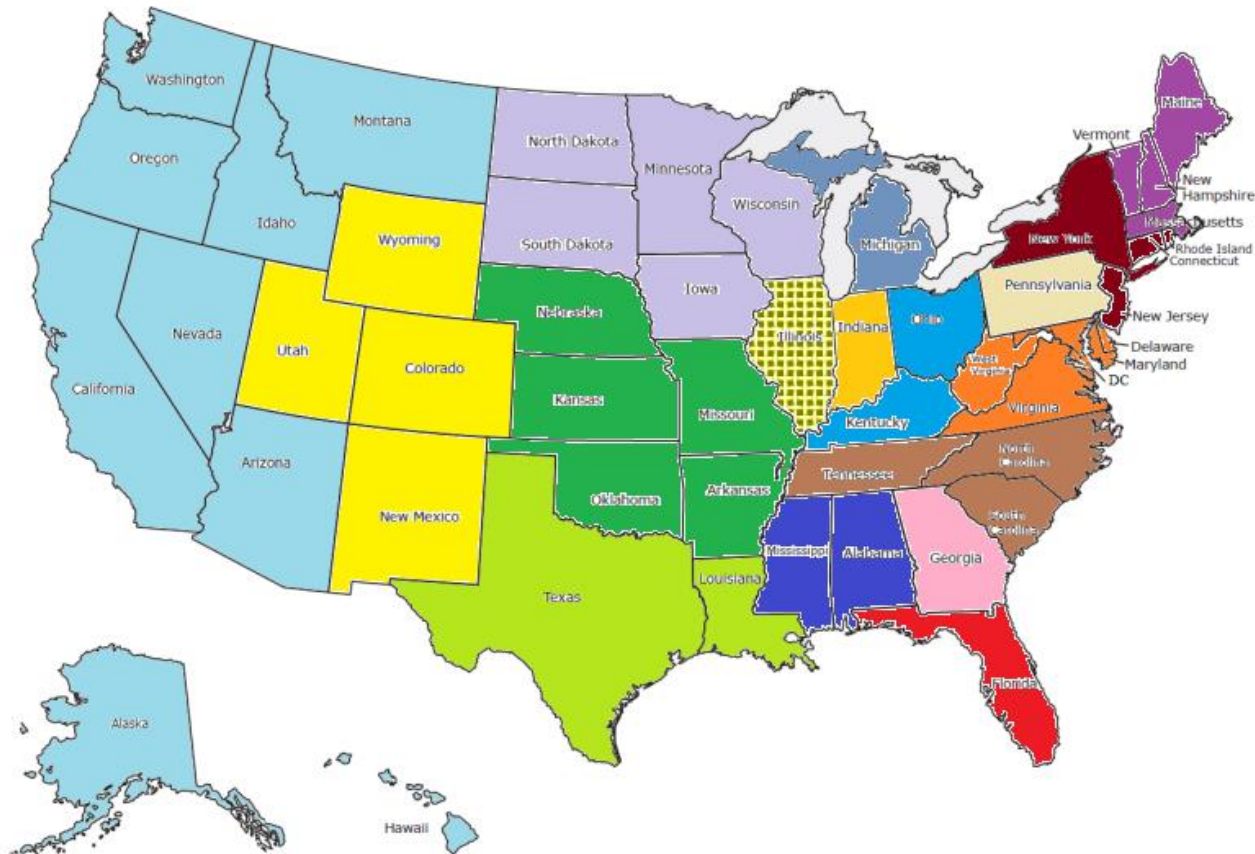 Washington
Montana
North Dakota
Minnesota
Maine
Vermont
Oregon
Idaho
Wisconsin
New
Hampshire
Wyoming
South Dakota
Michigan
New York
Massachusetts
Rhode Island
Connecticut
Iowa
Pennsylvania
Nebraska
Nevada
Utah
Colorado
Illinois
Indiana
Ohio
New Jersey
Delaware
Maryland
DC
West
Virginia
California
Kansas
Missouri
Kentucky
Virginia
Arizona
Tennessee
North
Carolina
Oklahoma
Arkansas
New Mexico
South
Carolina
Mississippi
Alabama
Georgia
Texas
Louisiana
Florida
Alaska
Hawaii